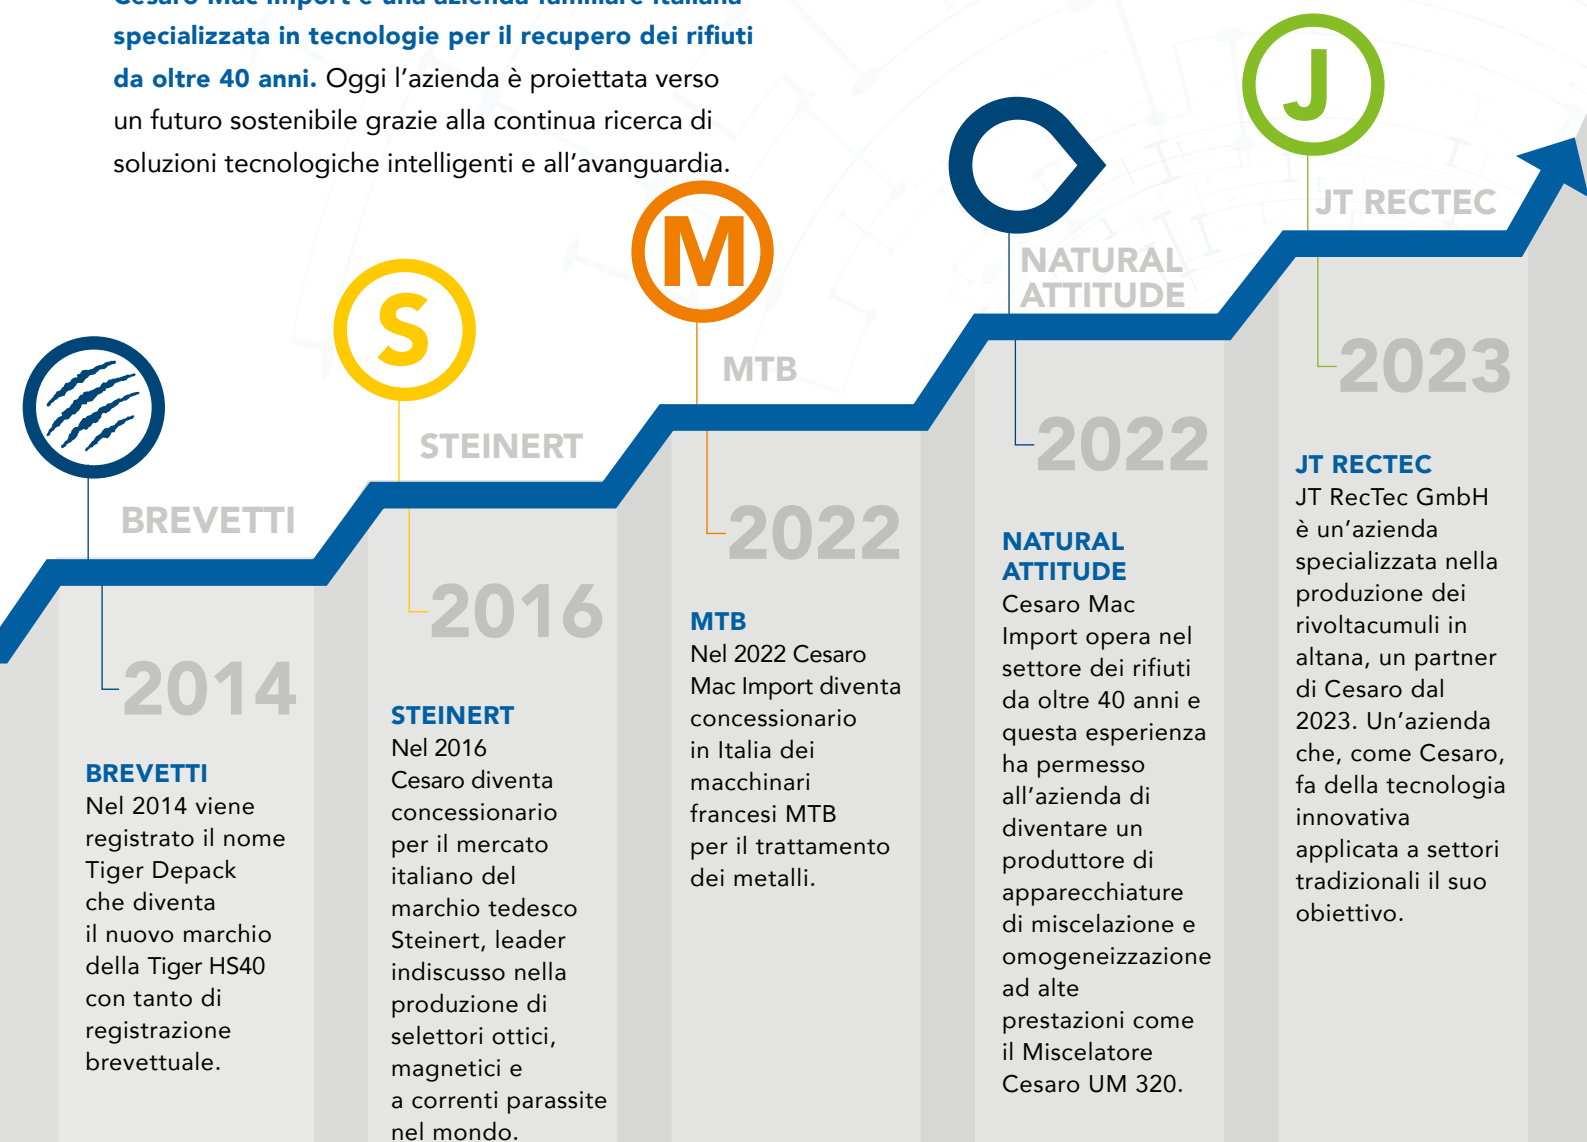 Cesaro Mac Import è una azienda familiare italiana
specializzata in tecnologie per il recupero dei rifiuti
da oltre 40 anni. Oggi l'azienda è proiettata verso
un futuro sostenibile grazie alla continua ricerca di
soluzioni tecnologiche intelligenti e all'avanguardia.
BREVETTI
2014
BREVETTI
Nel 2014 viene
registrato il nome
Tiger Depack
che diventa
il nuovo marchio
della Tiger HS40
con tanto di
registrazione
brevettuale.
S
STEINERT
2016
STEINERT
Nel 2016
Cesaro diventa
concessionario
per il mercato
italiano del
marchio tedesco
Steinert, leader
indiscusso nella
produzione di
selettori ottici,
magnetici e
a correnti parassite
nel mondo.
M
MTB
2022
MTB
Nel 2022 Cesaro
Mac Import diventa
concessionario
in Italia dei
macchinari
francesi MTB
per il trattamento
dei metalli.
NATURAL
ATTITUDE
2022
NATURAL
ATTITUDE
Cesaro Mac
Import opera nel
settore dei rifiuti
da oltre 40 anni e
questa esperienza
ha permesso
all'azienda di
diventare un
produttore di
apparecchiature
di miscelazione e
omogeneizzazione
ad alte
prestazioni come
il Miscelatore
Cesaro UM 320.
J
JT RECTEC
2023
JT RECTEC
JT RecTec GmbH
è un'azienda
specializzata nella
produzione dei
rivoltacumuli in
altana, un partner
di Cesaro dal
2023. Un'azienda
che, come Cesaro,
fa della tecnologia
innovativa
applicata a settori
tradizionali il suo
obiettivo.